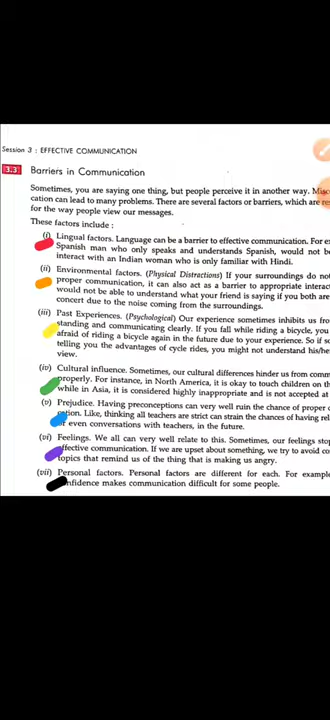 Session 3 : EFFECTIVE COMMUNICATION
3.3 Barriers in Communication
Sometimes, you are saying one thing, but people perceive it in another way.
cation can lead to many problems. There are several factors or barriers, which are
for the way people view our messages.
These factors include :
(i) Lingual factors. Language can be a barrier to effective communication. For
Spanish man who only speaks and understands Spanish, would not
interact with an Indian woman who is only familiar with Hindi.
(ii) Environmental factors. (Physical Distractions) If your surroundings do
proper communication, it can also act as a barrier to appropriate
would not be able to understand what your friend is saying if you both are
concert due to the noise coming from the surroundings.
(iii) Past Experiences. (Psychological) Our experience sometimes inhibits us
standing and communicating clearly. If you fall while riding a bicycle, you
afraid of riding a bicycle again in the future due to your experience. So if
telling you the advantages of cycle rides, you might not understand
view.
(iv) Cultural influence. Sometimes, our cultural differences hinder us from
properly. For instance, in North America, it is okay to touch children on
while in Asia, it is considered highly inappropriate and is not accepted at
(v) Prejudice. Having preconceptions can very well ruin the chance of proper
Like, thinking all teachers are strict can strain the chances of having
or even conversations with teachers, in the future.
(vi) Feelings. We all can very well relate to this. Sometimes, our feelings
effective communication. If we are upset about something, we try to avoid
topics that remind us of the thing that is making us angry.
(vii) Personal factors. Personal factors are different for each. For example
makes communication difficult for some people.